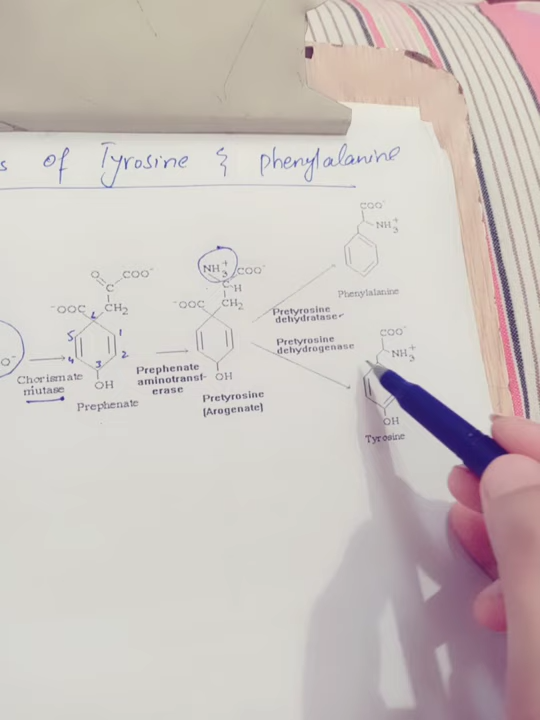 s of Tyrosine & phenylalanine
COO⁻
NH₃⁺
Phenylalanine
NH₃⁺ COO⁻
C H
⁻OOC CH₂
OH
Pretyrosine
(Arogenate)
O COO⁻
C
⁻OOC CH₂
6
5 1
4 2
3
OH
Prephenate
O⁻
Chorismate
mutase
Prephenate
aminotransf-
erase
Pretyrosine
dehydratase
Pretyrosine
dehydrogenase
COO⁻
NH₃⁺
OH
Tyrosine